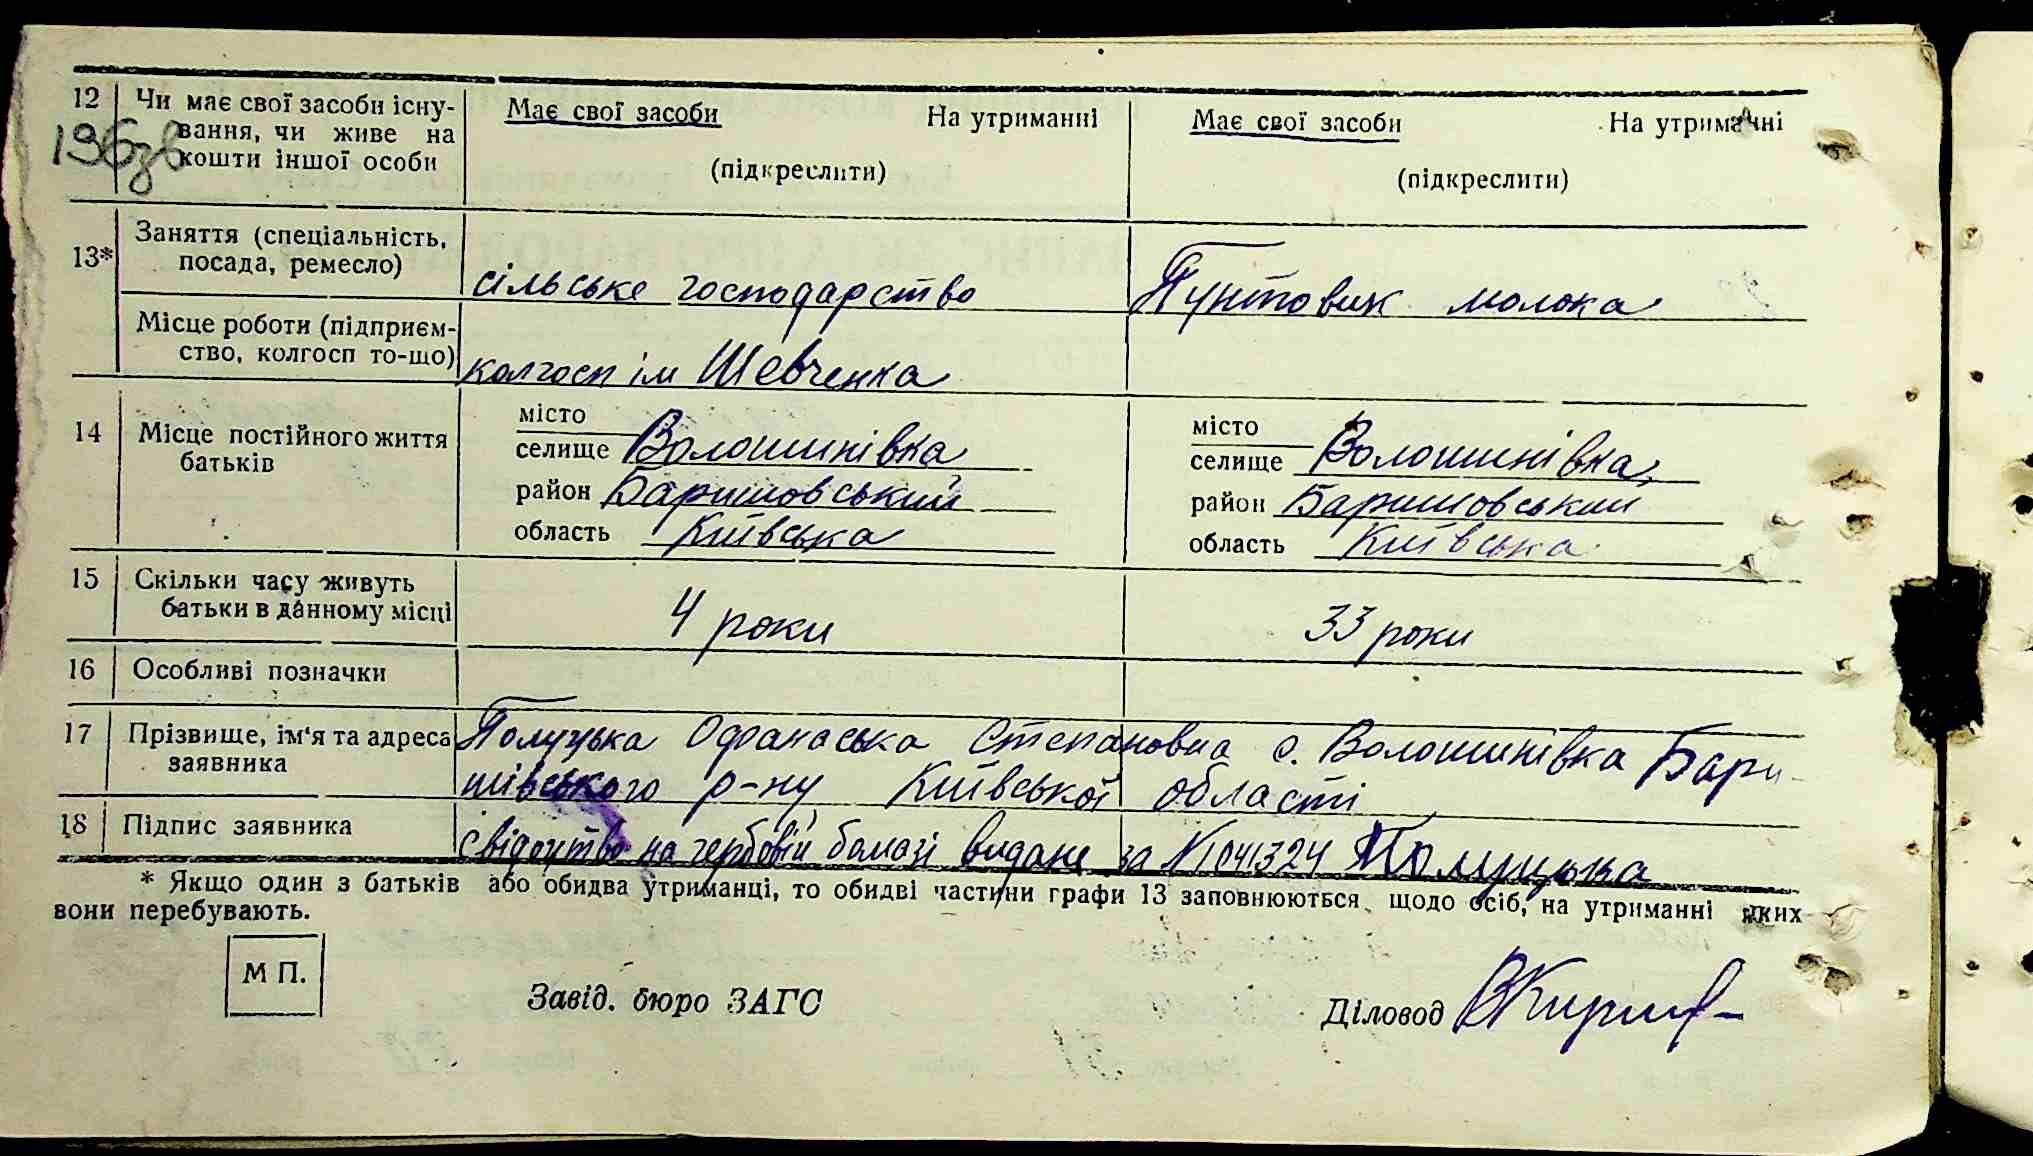 12 Чи має свої засоби існу- Має свої засоби На утриманні Має свої засоби На утриманні
вання, чи живе на
136зв кошти іншої особи (підкреслити) (підкреслити)
13* Заняття (спеціальність,
посада, ремесло) сільське господарство Пунтовик молока
Місце роботи (підприєм-
ство, колгосп то-що) колгосп ім Шевченка
14 Місце постійного життя місто місто
батьків селище Волошинівка селище Волошинівка
район Баришовський район Баришовський
область Київська область Київська
15 Скільки часу живуть
батьки в данному місці 4 роки 33 роки
16 Особливі позначки
17 Прізвище, ім'я та адреса Полуцька Офанаська Степановна с. Волошинівка Бари-
заявника шівського р-ну Київської області
18 Підпис заявника свідоцтво на гербовій бомазі видане за №041324 Полуцька
* Якщо один з батьків або обидва утриманці, то обидві частини графи 13 заповнюються щодо осіб, на утриманні яких
вони перебувають.
М П.
Завід. бюро ЗАГС Діловод